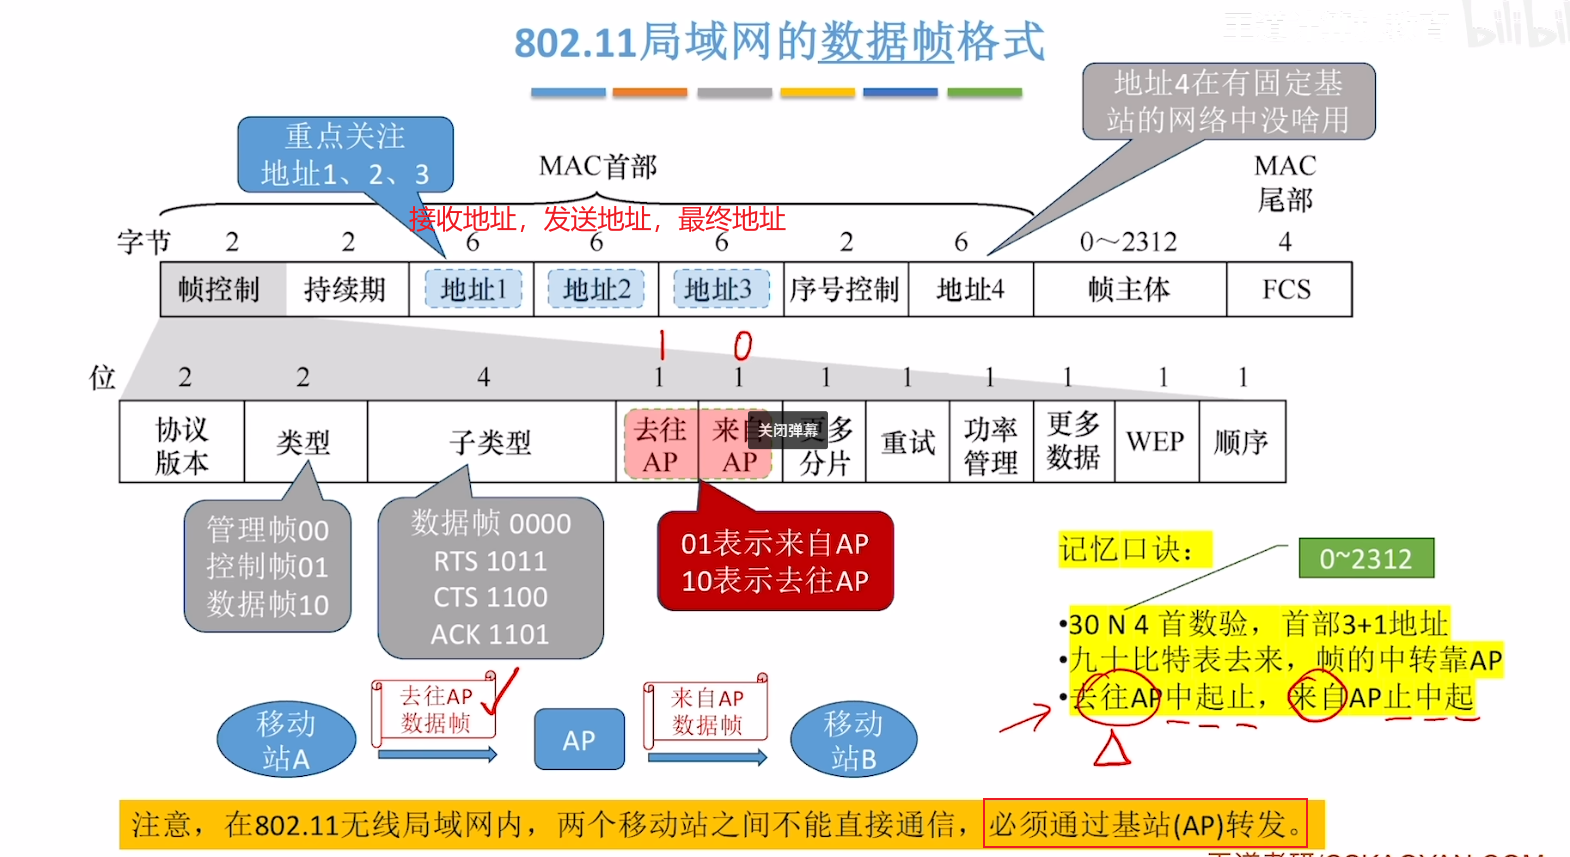 802.11局域网的数据帧格式
bilibil
地址4在有固定基
站的网络中没啥用
重点关注
地址1、2、3
MAC首部
MAC
尾部
接收地址，发送地址，最终地址
字节 2 2 6 6 6 2 6 0～2312 4
帧控制 持续期 地址1 地址2 地址3 序号控制 地址4 帧主体 FCS
1 0
位 2 2 4 1 1 1 1 1 1 1 1
协议版本 类型 子类型 去往AP 来自AP 更多分片 重试 功率管理 更多数据 WEP 顺序
关闭弹幕
管理帧00
控制帧01
数据帧10
数据帧 0000
RTS 1011
CTS 1100
ACK 1101
01表示来自AP
10表示去往AP
记忆口诀：
0~2312
•30 N 4 首数验，首部3+1地址
•九十比特表去来，帧的中转靠AP
•去往AP中起止，来自AP止中起
移动
站A
去往AP
数据帧
AP
来自AP
数据帧
移动
站B
注意，在802.11无线局域网内，两个移动站之间不能直接通信，必须通过基站(AP)转发。